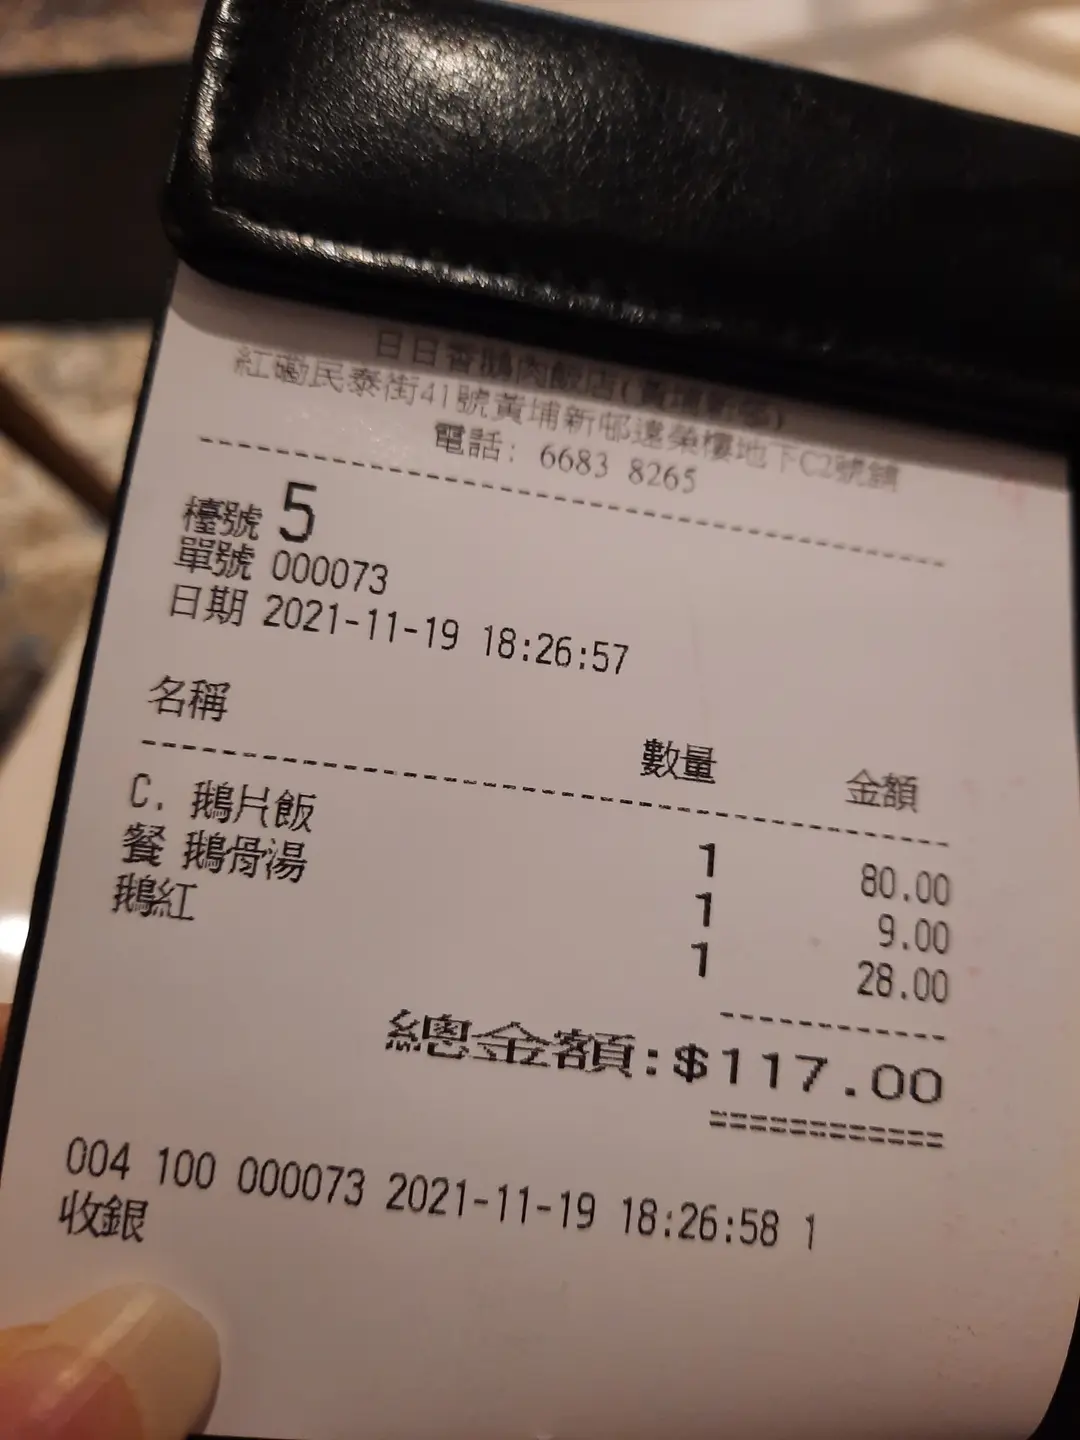 日日香鵝肉飯店(黃埔新邨)
紅磡民泰街41號黃埔新邨遠榮樓地下C2號舖
電話: 6683 8265
檯號 5
單號 000073
日期 2021-11-19 18:26:57
名稱 數量 金額
C. 鵝片飯 1 80.00
餐 鵝骨湯 1 9.00
鵝紅 1 28.00
總金額:$117.00
004 100 000073 2021-11-19 18:26:58 1
收銀